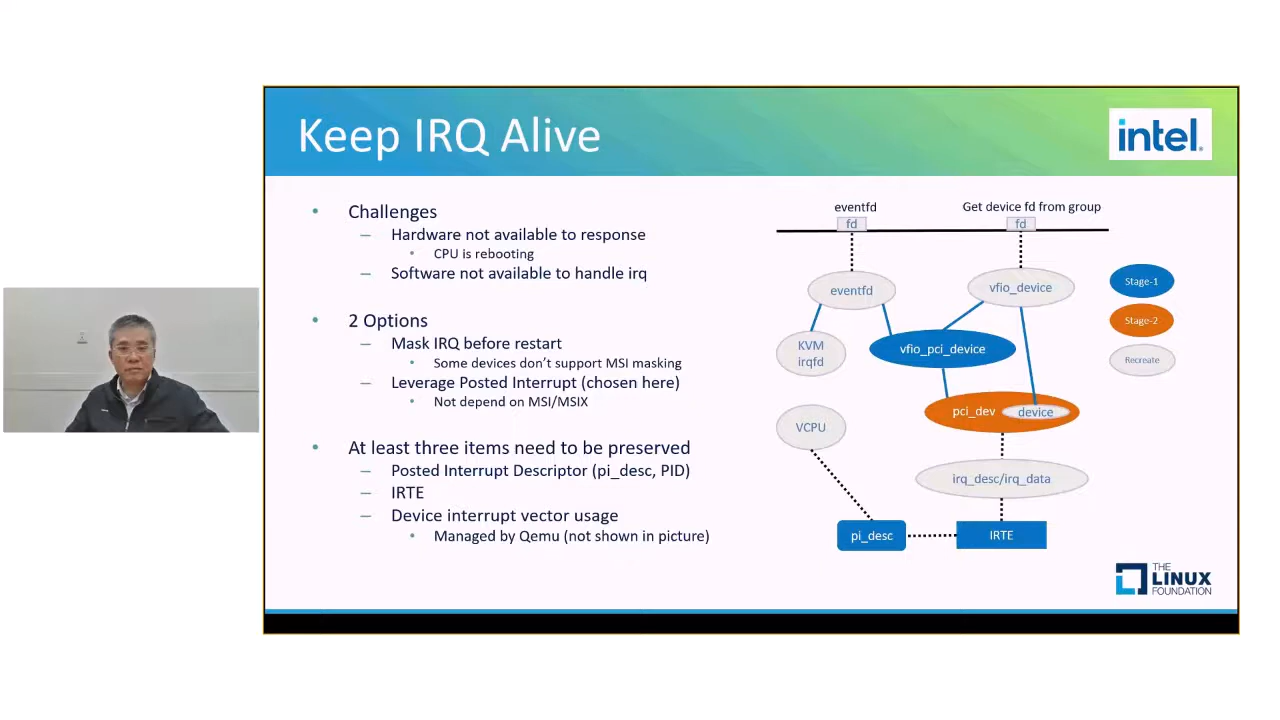 Keep IRQ Alive
intel.
• Challenges
– Hardware not available to response
• CPU is rebooting
– Software not available to handle irq
• 2 Options
– Mask IRQ before restart
• Some devices don't support MSI masking
– Leverage Posted Interrupt (chosen here)
• Not depend on MSI/MSIX
• At least three items need to be preserved
– Posted Interrupt Descriptor (pi_desc, PID)
– IRTE
– Device interrupt vector usage
• Managed by Qemu (not shown in picture)
eventfd
Get device fd from group
fd
fd
eventfd
vfio_device
Stage-1
Stage-2
KVM
irqfd
vfio_pci_device
Recreate
pci_dev
device
VCPU
irq_desc/irq_data
pi_desc
IRTE
THE
LINUX
FOUNDATION